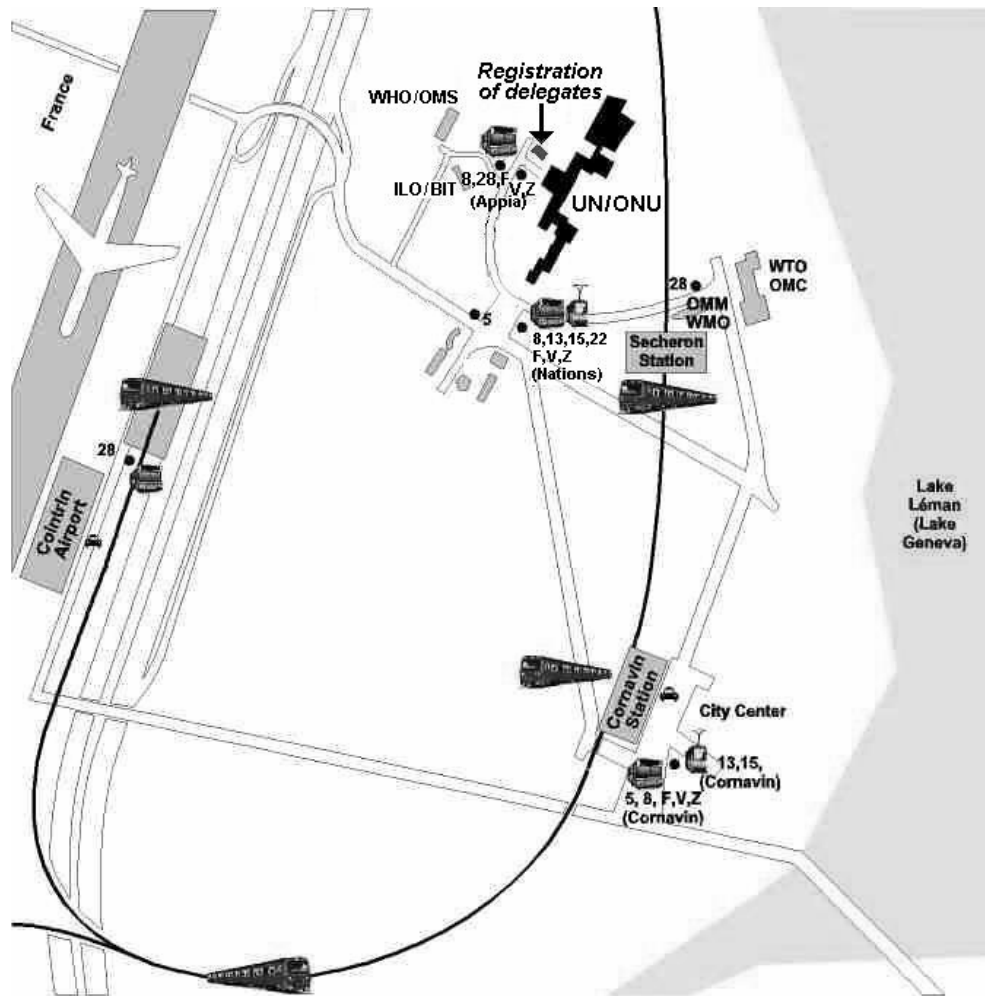 Registration
of delegates
WHO/OMS
France
ILO/BIT
8,28,F,
V,Z
(Appia)
UN/ONU
WTO
OMC
28
OMM
WMO
5
8,13,15,22
F,V,Z
(Nations)
Secheron
Station
28
Cointrin
Airport
Lake
Léman
(Lake
Geneva)
Cornavin
Station
City Center
13,15,
(Cornavin)
5, 8, F,V,Z
(Cornavin)